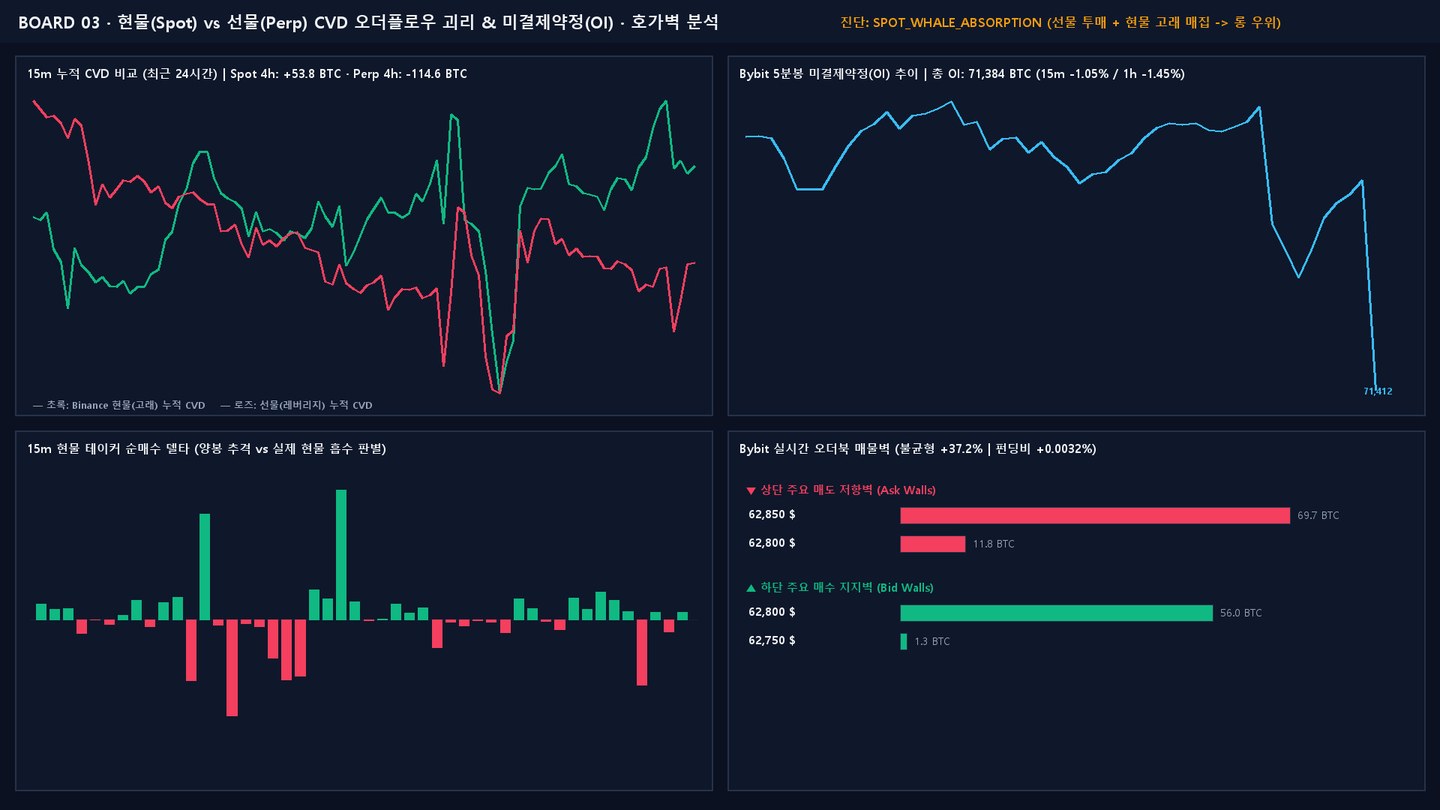 BOARD 03 · 현물(Spot) vs 선물(Perp) CVD 오더플로우 괴리 & 미결제약정(OI) · 호가벽 분석
진단: SPOT_WHALE_ABSORPTION (선물 투매 + 현물 고래 매집 -> 롱 우위)
15m 누적 CVD 비교 (최근 24시간) | Spot 4h: +53.8 BTC · Perp 4h: -114.6 BTC
— 초록: Binance 현물(고래) 누적 CVD — 로즈: 선물(레버리지) 누적 CVD
Bybit 5분봉 미결제약정(OI) 추이 | 총 OI: 71,384 BTC (15m -1.05% / 1h -1.45%)
71,412
15m 현물 테이커 순매수 델타 (양봉 추격 vs 실제 현물 흡수 판별)
Bybit 실시간 오더북 매물벽 (불균형 +37.2% | 펀딩비 +0.0032%)
▼ 상단 주요 매도 저항벽 (Ask Walls)
62,850 $ 69.7 BTC
62,800 $ 11.8 BTC
▲ 하단 주요 매수 지지벽 (Bid Walls)
62,800 $ 56.0 BTC
62,750 $ 1.3 BTC